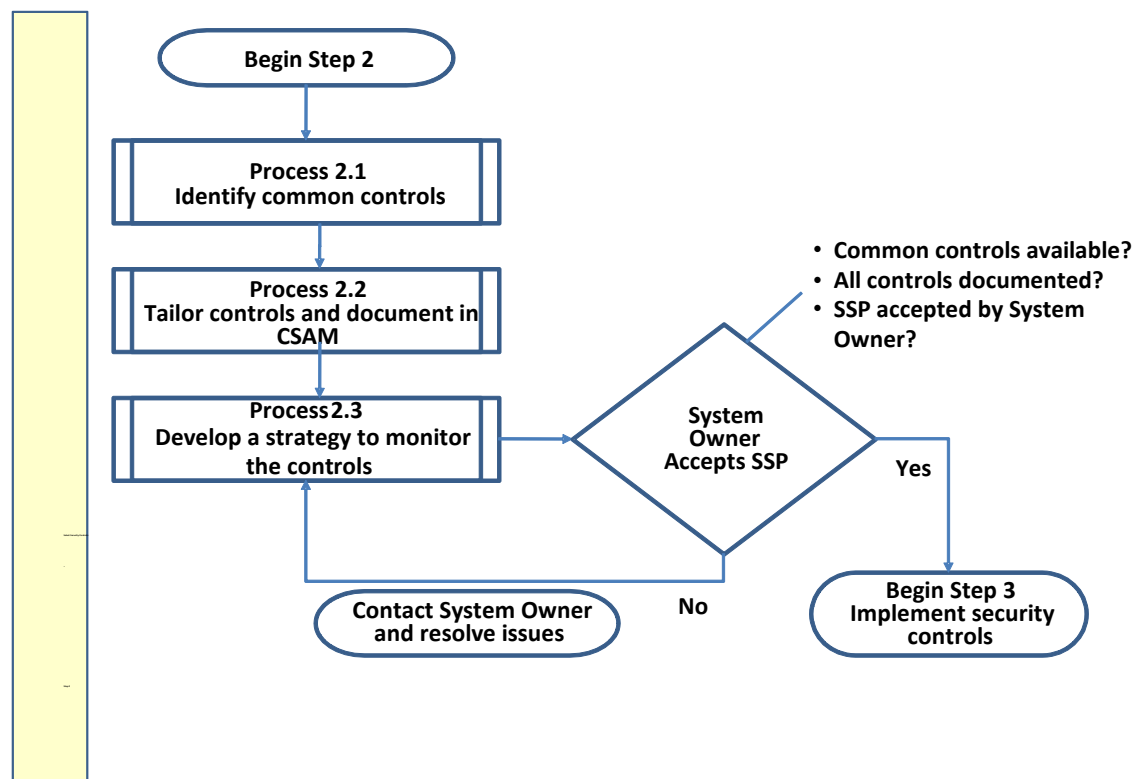 Begin Step 2
Process 2.1
Identify common controls
Process 2.2
Tailor controls and document in
CSAM
Process 2.3
Develop a strategy to monitor
the controls
• Common controls available?
• All controls documented?
• SSP accepted by System
Owner?
System
Owner
Accepts SSP
Yes
No
Contact System Owner
and resolve issues
Begin Step 3
Implement security
controls